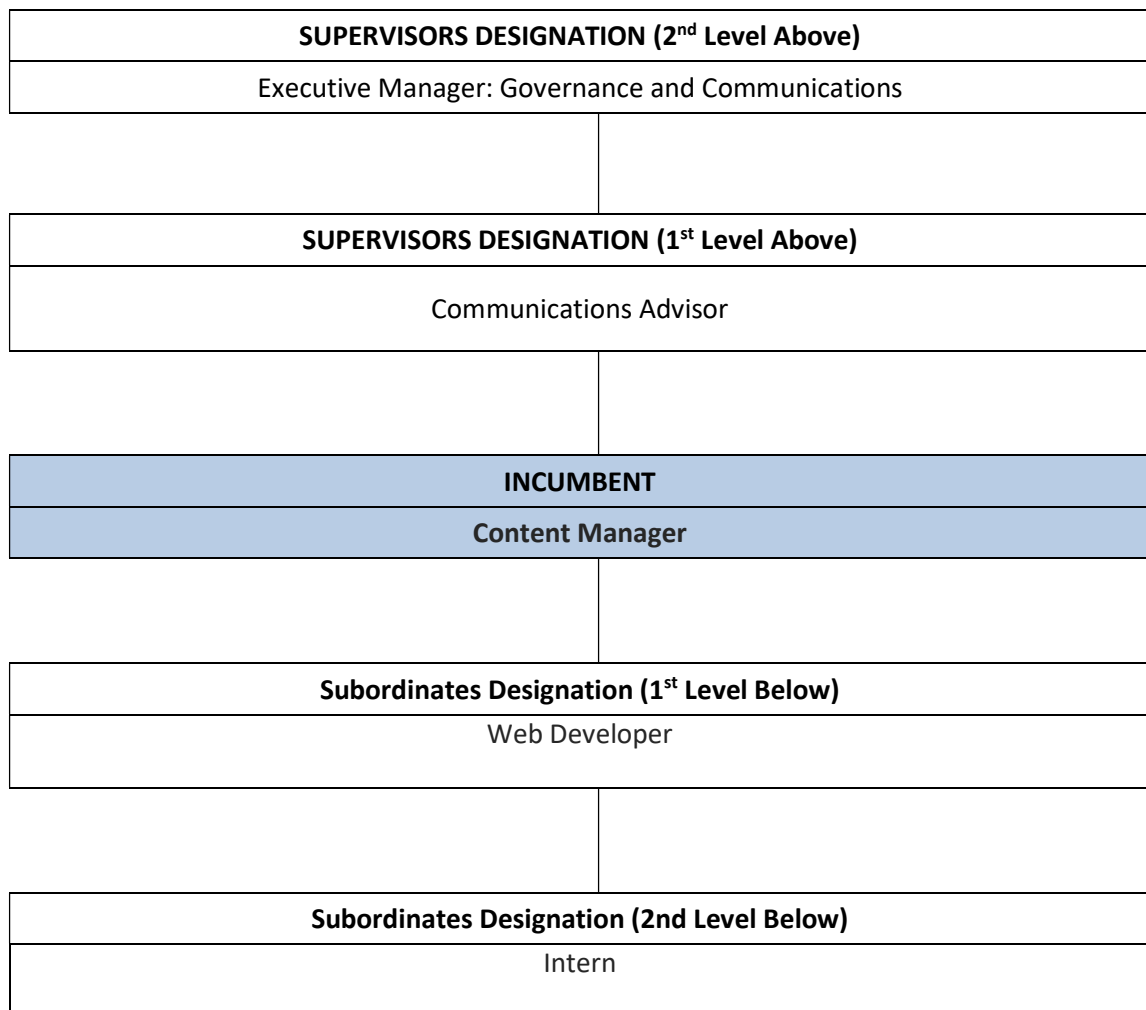 SUPERVISORS DESIGNATION (2nd Level Above)
Executive Manager: Governance and Communications
SUPERVISORS DESIGNATION (1st Level Above)
Communications Advisor
INCUMBENT
Content Manager
Subordinates Designation (1st Level Below)
Web Developer
Subordinates Designation (2nd Level Below)
Intern